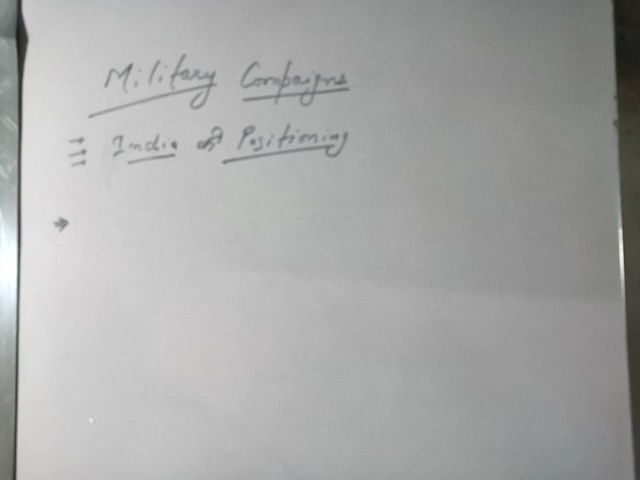 Military Campaigns
→ India की Positioning
→